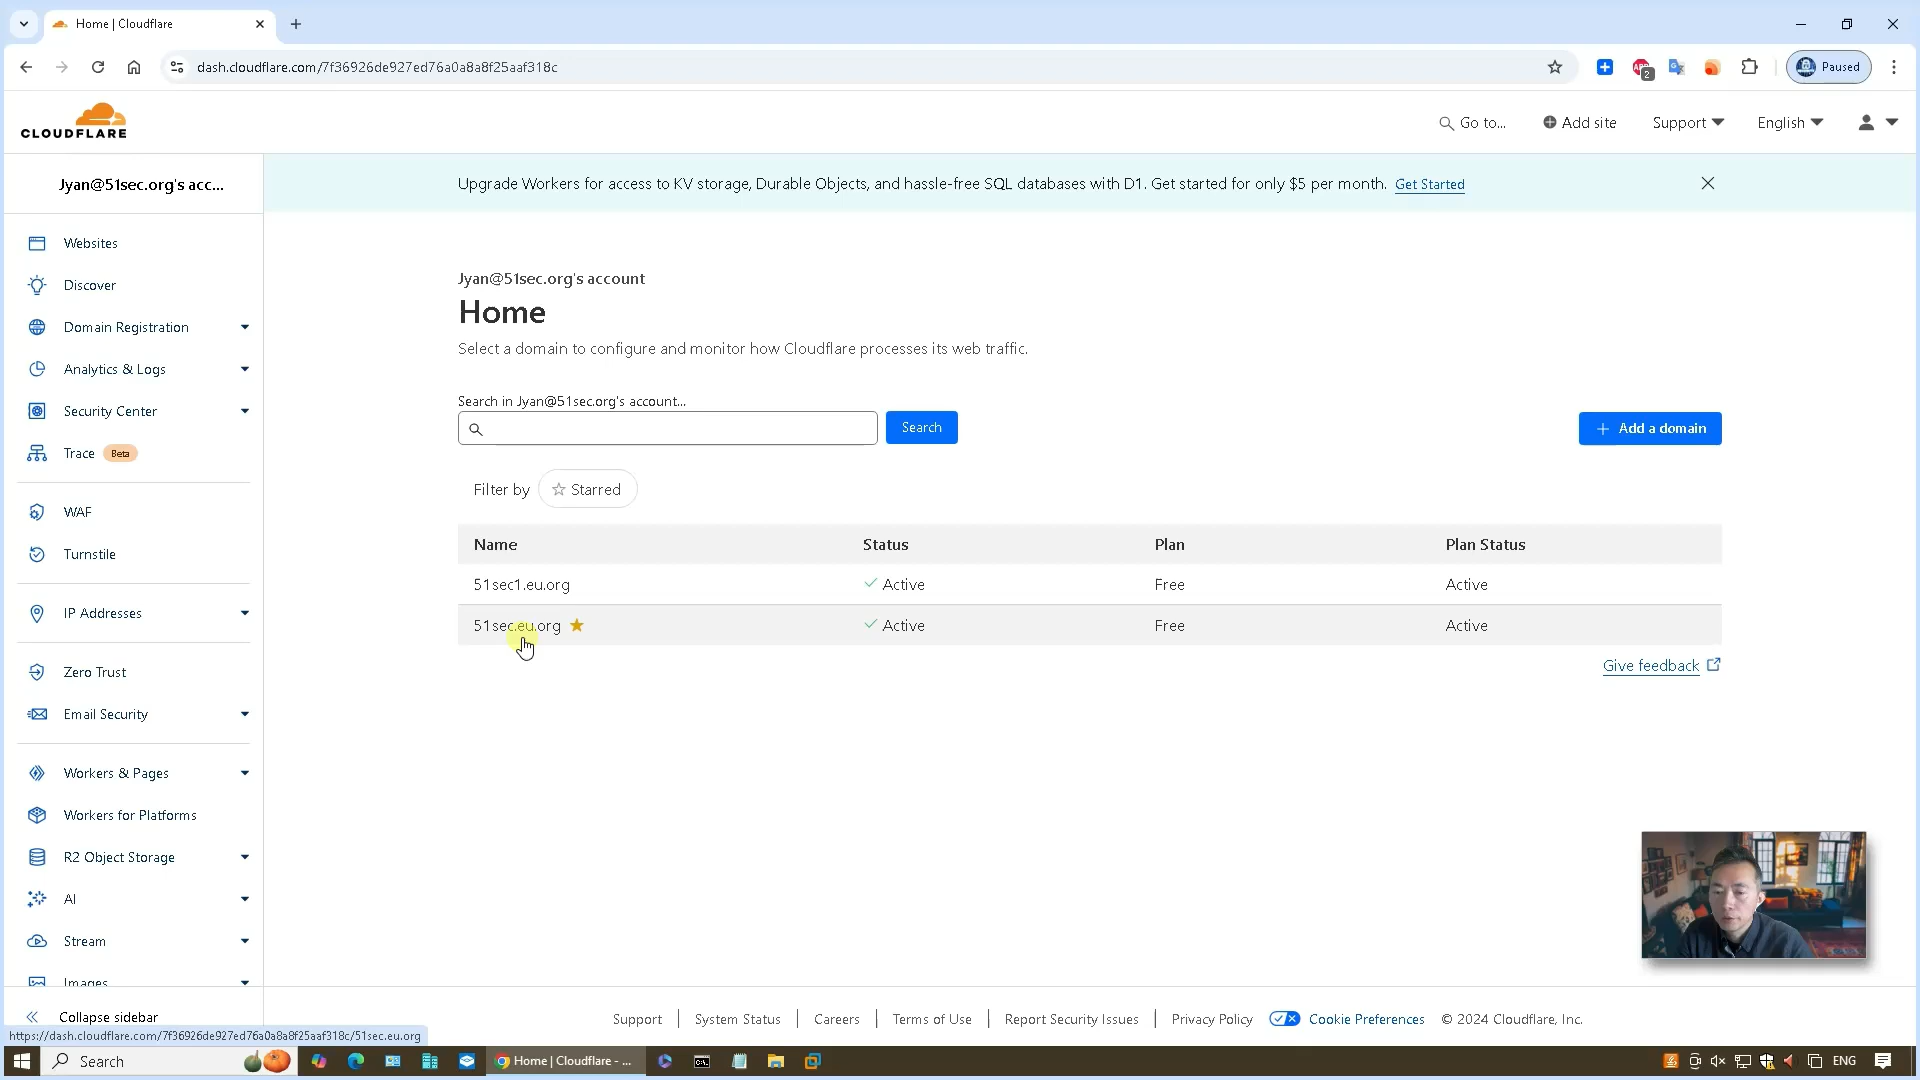 Home | Cloudflare
dash.cloudflare.com/7f36926de927ed76a0a8a8f25aaf318c
2
Paused
CLOUDFLARE
Go to...
Add site
Support
English
Jyan@51sec.org's acc...
Upgrade Workers for access to KV storage, Durable Objects, and hassle-free SQL databases with D1. Get started for only $5 per month. Get Started
Websites
Discover
Domain Registration
Analytics & Logs
Security Center
Trace Beta
WAF
Turnstile
IP Addresses
Zero Trust
Email Security
Workers & Pages
Workers for Platforms
R2 Object Storage
AI
Stream
Images
Collapse sidebar
Jyan@51sec.org's account
Home
Select a domain to configure and monitor how Cloudflare processes its web traffic.
Search in Jyan@51sec.org's account...
Search
Add a domain
Filter by Starred
Name Status Plan Plan Status
51sec1.eu.org Active Free Active
51sec.eu.org Active Free Active
Give feedback
Support System Status Careers Terms of Use Report Security Issues Privacy Policy Cookie Preferences © 2024 Cloudflare, Inc.
https://dash.cloudflare.com/7f36926de927ed76a0a8a8f25aaf318c/51sec.eu.org
Search
Home | Cloudflare - ...
ENG